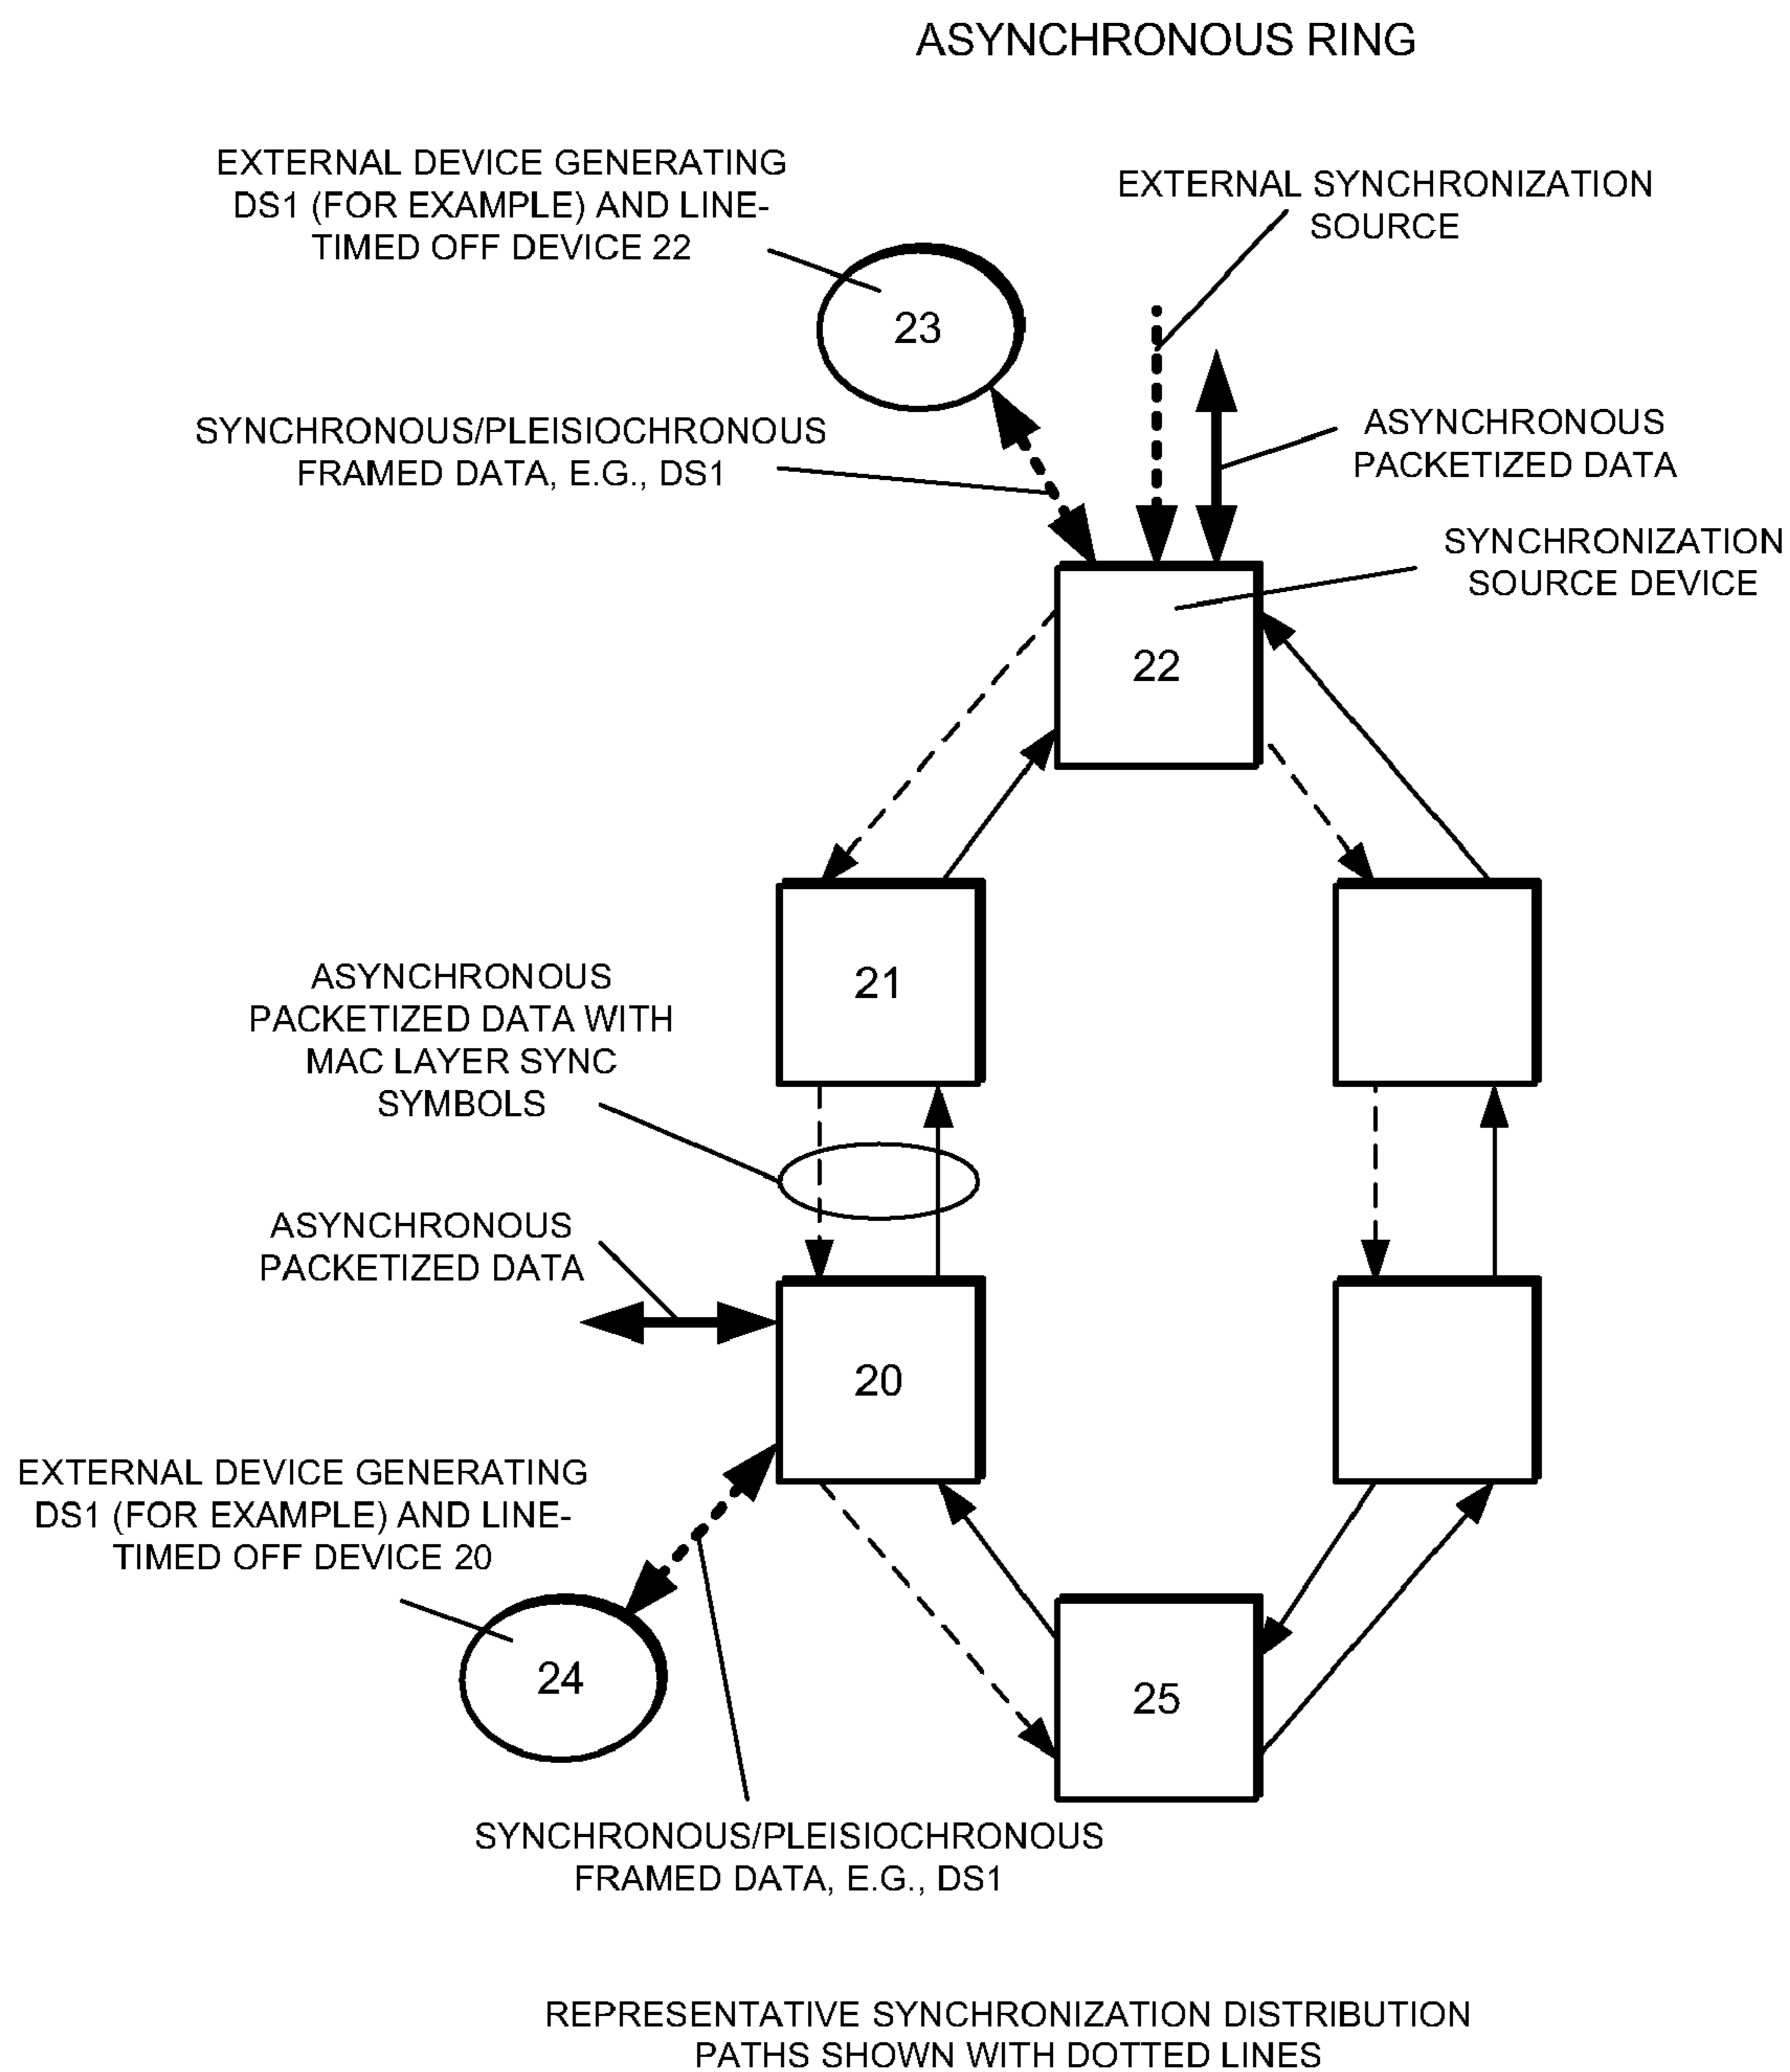 ASYNCHRONOUS RING
EXTERNAL DEVICE GENERATING
DS1 (FOR EXAMPLE) AND LINE-
TIMED OFF DEVICE 22
EXTERNAL SYNCHRONIZATION
SOURCE
23
SYNCHRONOUS/PLEISIOCHRONOUS
FRAMED DATA, E.G., DS1
ASYNCHRONOUS
PACKETIZED DATA
SYNCHRONIZATION
SOURCE DEVICE
22
21
ASYNCHRONOUS
PACKETIZED DATA WITH
MAC LAYER SYNC
SYMBOLS
ASYNCHRONOUS
PACKETIZED DATA
20
EXTERNAL DEVICE GENERATING
DS1 (FOR EXAMPLE) AND LINE-
TIMED OFF DEVICE 20
24
25
SYNCHRONOUS/PLEISIOCHRONOUS
FRAMED DATA, E.G., DS1
REPRESENTATIVE SYNCHRONIZATION DISTRIBUTION
PATHS SHOWN WITH DOTTED LINES